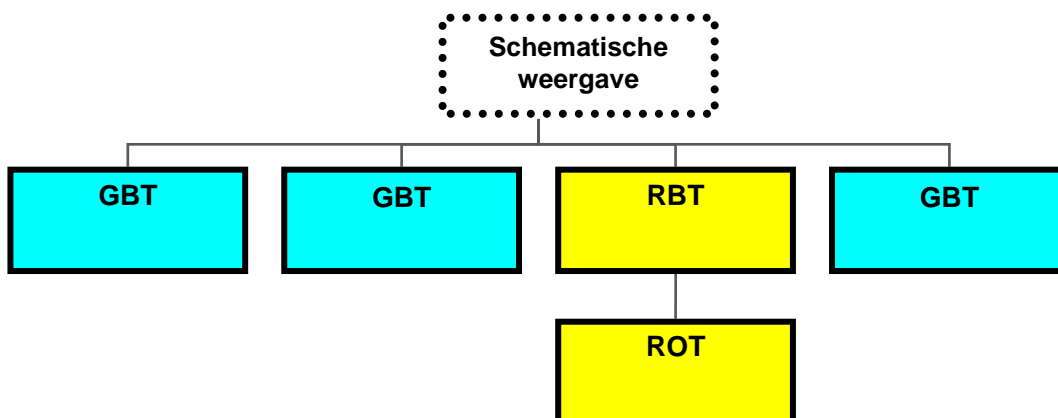 Schematische
weergave
GBT
GBT
RBT
GBT
ROT